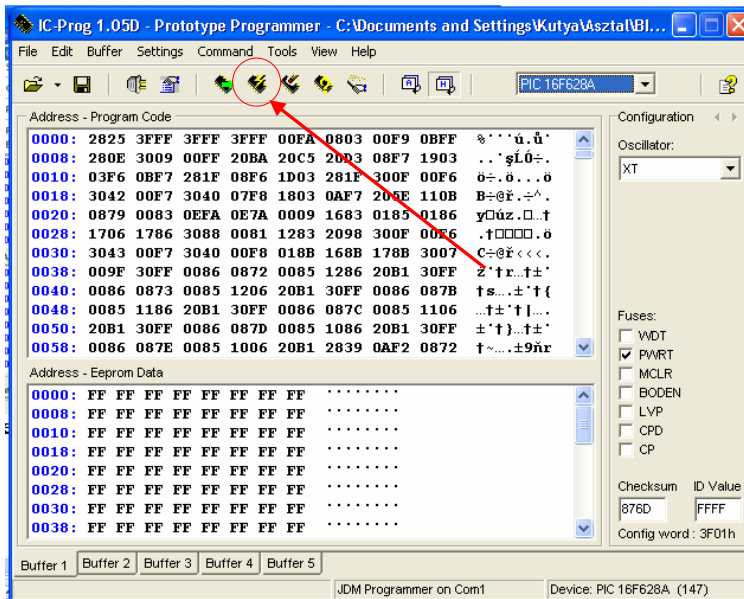 IC-Prog 1.05D - Prototype Programmer - C:\Documents and Settings\Kutya\Asztal\BI...
File Edit Buffer Settings Command Tools View Help
PIC 16F628A
Address - Program Code
0000: 2825 3FFF 3FFF 3FFF 00FA 0803 00F9 0BFF
0008: 280E 3009 00FF 20BA 20C5 20D3 08F7 1903
0010: 03F6 0BF7 281F 08F6 1D03 281F 300F 00F6
0018: 3042 00F7 3040 07F8 1803 0AF7 205E 110B
0020: 0879 0083 0EFA 0E7A 0009 1683 0185 0186
0028: 1706 1786 3088 0081 1283 2098 300F 00F6
0030: 3043 00F7 3040 00F8 018B 168B 178B 3007
0038: 009F 30FF 0086 0872 0085 1286 20B1 30FF
0040: 0086 0873 0085 1206 20B1 30FF 0086 087B
0048: 0085 1186 20B1 30FF 0086 087C 0085 1106
0050: 20B1 30FF 0086 087D 0085 1086 20B1 30FF
0058: 0086 087E 0085 1006 20B1 2839 0AF2 0872
Address - Eeprom Data
0000: FF FF FF FF FF FF FF FF ........
0008: FF FF FF FF FF FF FF FF ........
0010: FF FF FF FF FF FF FF FF ........
0018: FF FF FF FF FF FF FF FF ........
0020: FF FF FF FF FF FF FF FF ........
0028: FF FF FF FF FF FF FF FF ........
0030: FF FF FF FF FF FF FF FF ........
0038: FF FF FF FF FF FF FF FF ........
Configuration
Oscillator:
XT
Fuses:
WDT
PWRT
MCLR
BODEN
LVP
CPD
CP
Checksum ID Value
876D FFFF
Config word : 3F01h
Buffer 1 Buffer 2 Buffer 3 Buffer 4 Buffer 5
JDM Programmer on Com1 Device: PIC 16F628A (147)